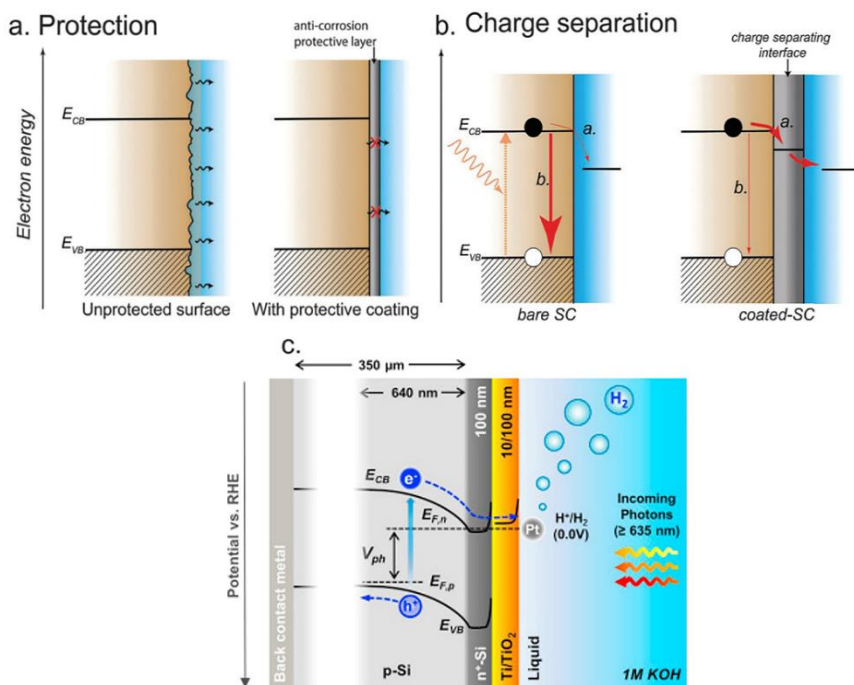 a. Protection
anti-corrosion
protective layer
Electron energy
E_CB
E_VB
Unprotected surface
With protective coating
b. Charge separation
charge separating
interface
E_CB
E_VB
a.
b.
bare SC
a.
b.
coated-SC
c.
350 μm
640 nm
100 nm
10/100 nm
Potential vs. RHE
Back contact metal
E_CB
e-
E_F,n
V_ph
E_F,p
h+
E_VB
p-Si
n+-Si
Ti/TiO2
Liquid
Pt
H+/H2
(0.0V)
H2
Incoming
Photons
(≥ 635 nm)
1M KOH